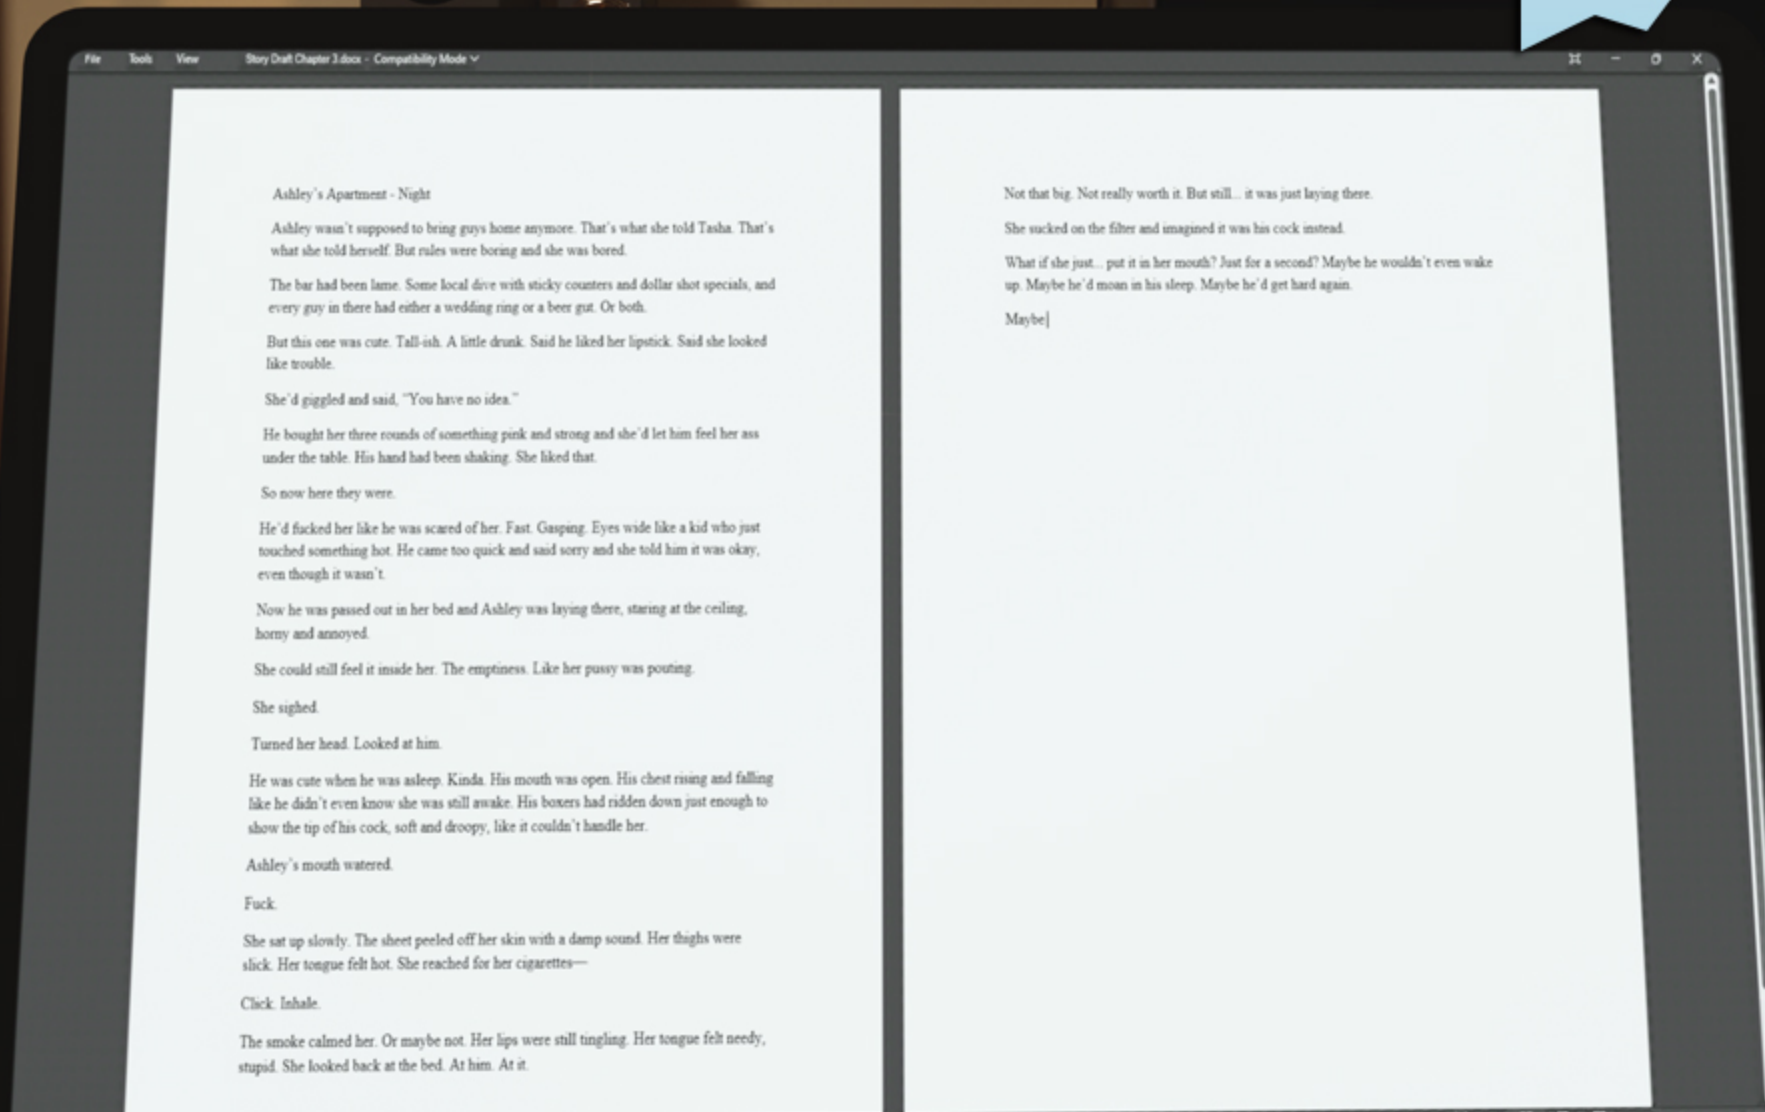 File Tools View Story Draft Chapter 3.docx - Compatibility Mode
Ashley's Apartment - Night
Ashley wasn't supposed to bring guys home anymore. That's what she told Tasha. That's
what she told herself. But rules were boring and she was bored.
The bar had been lame. Some local dive with sticky counters and dollar shot specials, and
every guy in there had either a wedding ring or a beer gut. Or both.
But this one was cute. Tall-ish. A little drunk. Said he liked her lipstick. Said she looked
like trouble.
She'd giggled and said, "You have no idea."
He bought her three rounds of something pink and strong and she'd let him feel her ass
under the table. His hand had been shaking. She liked that.
So now here they were.
He'd fucked her like he was scared of her. Fast. Gasping. Eyes wide like a kid who just
touched something hot. He came too quick and said sorry and she told him it was okay,
even though it wasn't.
Now he was passed out in her bed and Ashley was laying there, staring at the ceiling,
horny and annoyed.
She could still feel it inside her. The emptiness. Like her pussy was pouting.
She sighed.
Turned her head. Looked at him.
He was cute when he was asleep. Kinda. His mouth was open. His chest rising and falling
like he didn't even know she was still awake. His boxers had ridden down just enough to
show the tip of his cock, soft and droopy, like it couldn't handle her.
Ashley's mouth watered.
Fuck.
She sat up slowly. The sheet peeled off her skin with a damp sound. Her thighs were
slick. Her tongue felt hot. She reached for her cigarettes—
Click. Inhale.
The smoke calmed her. Or maybe not. Her lips were still tingling. Her tongue felt needy,
stupid. She looked back at the bed. At him. At it.
Not that big. Not really worth it. But still... it was just laying there.
She sucked on the filter and imagined it was his cock instead.
What if she just... put it in her mouth? Just for a second? Maybe he wouldn't even wake
up. Maybe he'd moan in his sleep. Maybe he'd get hard again.
Maybe